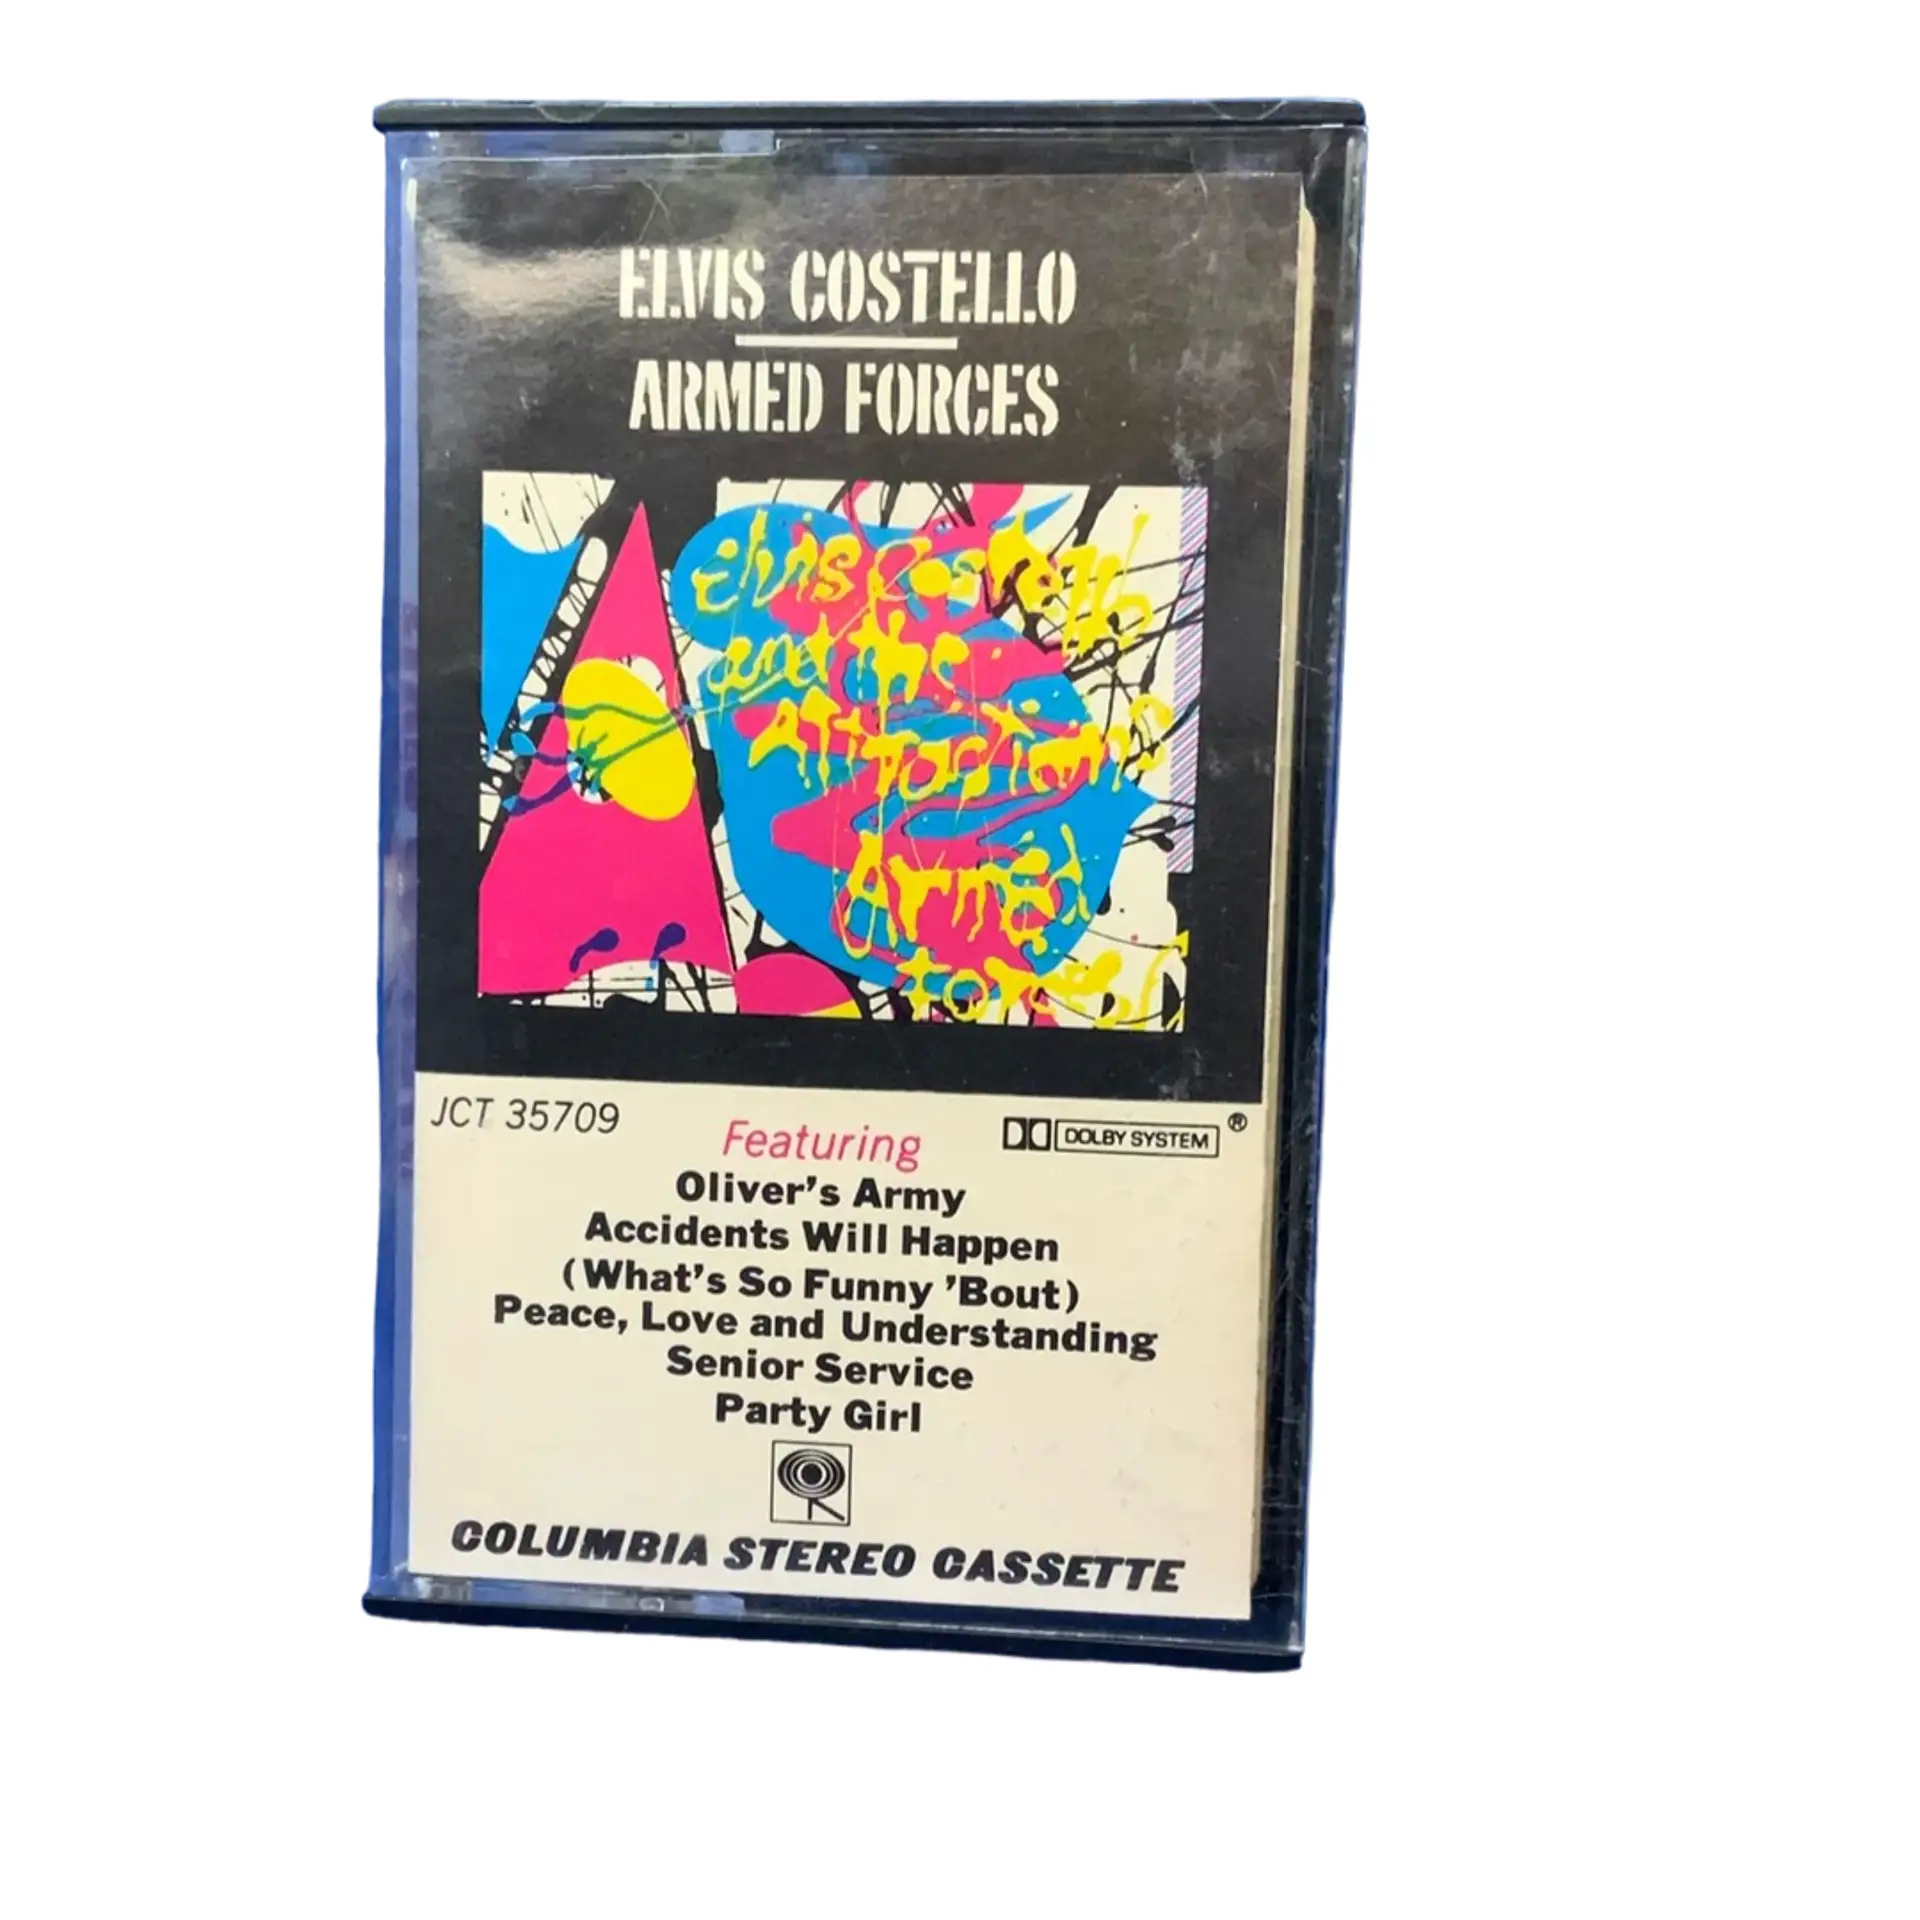 ELVIS COSTELLO
ARMED FORCES
Elvis Costello
and the
ATTrActions
Armed
forces
JCT 35709
Featuring
DOLBY SYSTEM®
Oliver's Army
Accidents Will Happen
(What's So Funny 'Bout)
Peace, Love and Understanding
Senior Service
Party Girl
COLUMBIA STEREO CASSETTE